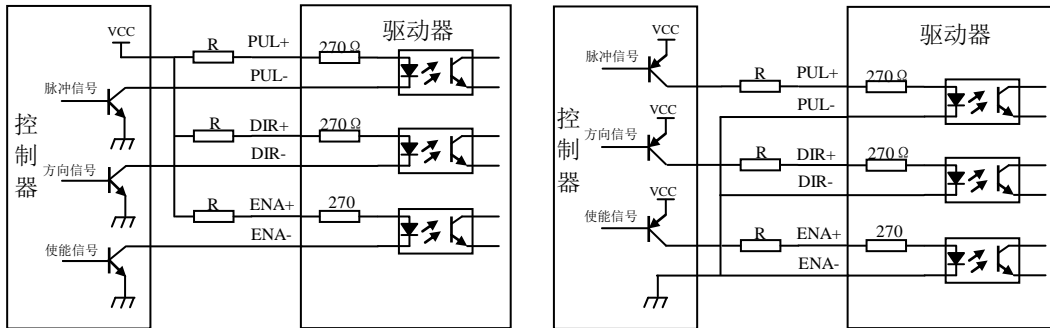 控制器
VCC
脉冲信号
方向信号
使能信号
驱动器
R
PUL+
270Ω
PUL-
R
DIR+
270Ω
DIR-
R
ENA+
270
ENA-
控制器
VCC
脉冲信号
VCC
方向信号
VCC
使能信号
驱动器
R
PUL+
270Ω
PUL-
R
DIR+
270Ω
DIR-
R
ENA+
270
ENA-